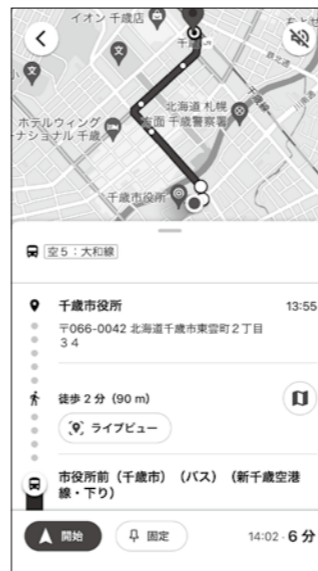 イオン 千歳店
千歳
ホテルウィング
ナショナル 千歳
北海道 札幌
方面 千歳警察署
千歳線
千歳市役所
空5:大和線
千歳市役所
13:55
〒066-0042 北海道千歳市東雲町2丁目
34
徒歩 2 分 (90 m)
ライブビュー
市役所前(千歳市)(バス)(新千歳空港
線・下り)
開始
固定
14:02 · 6 分